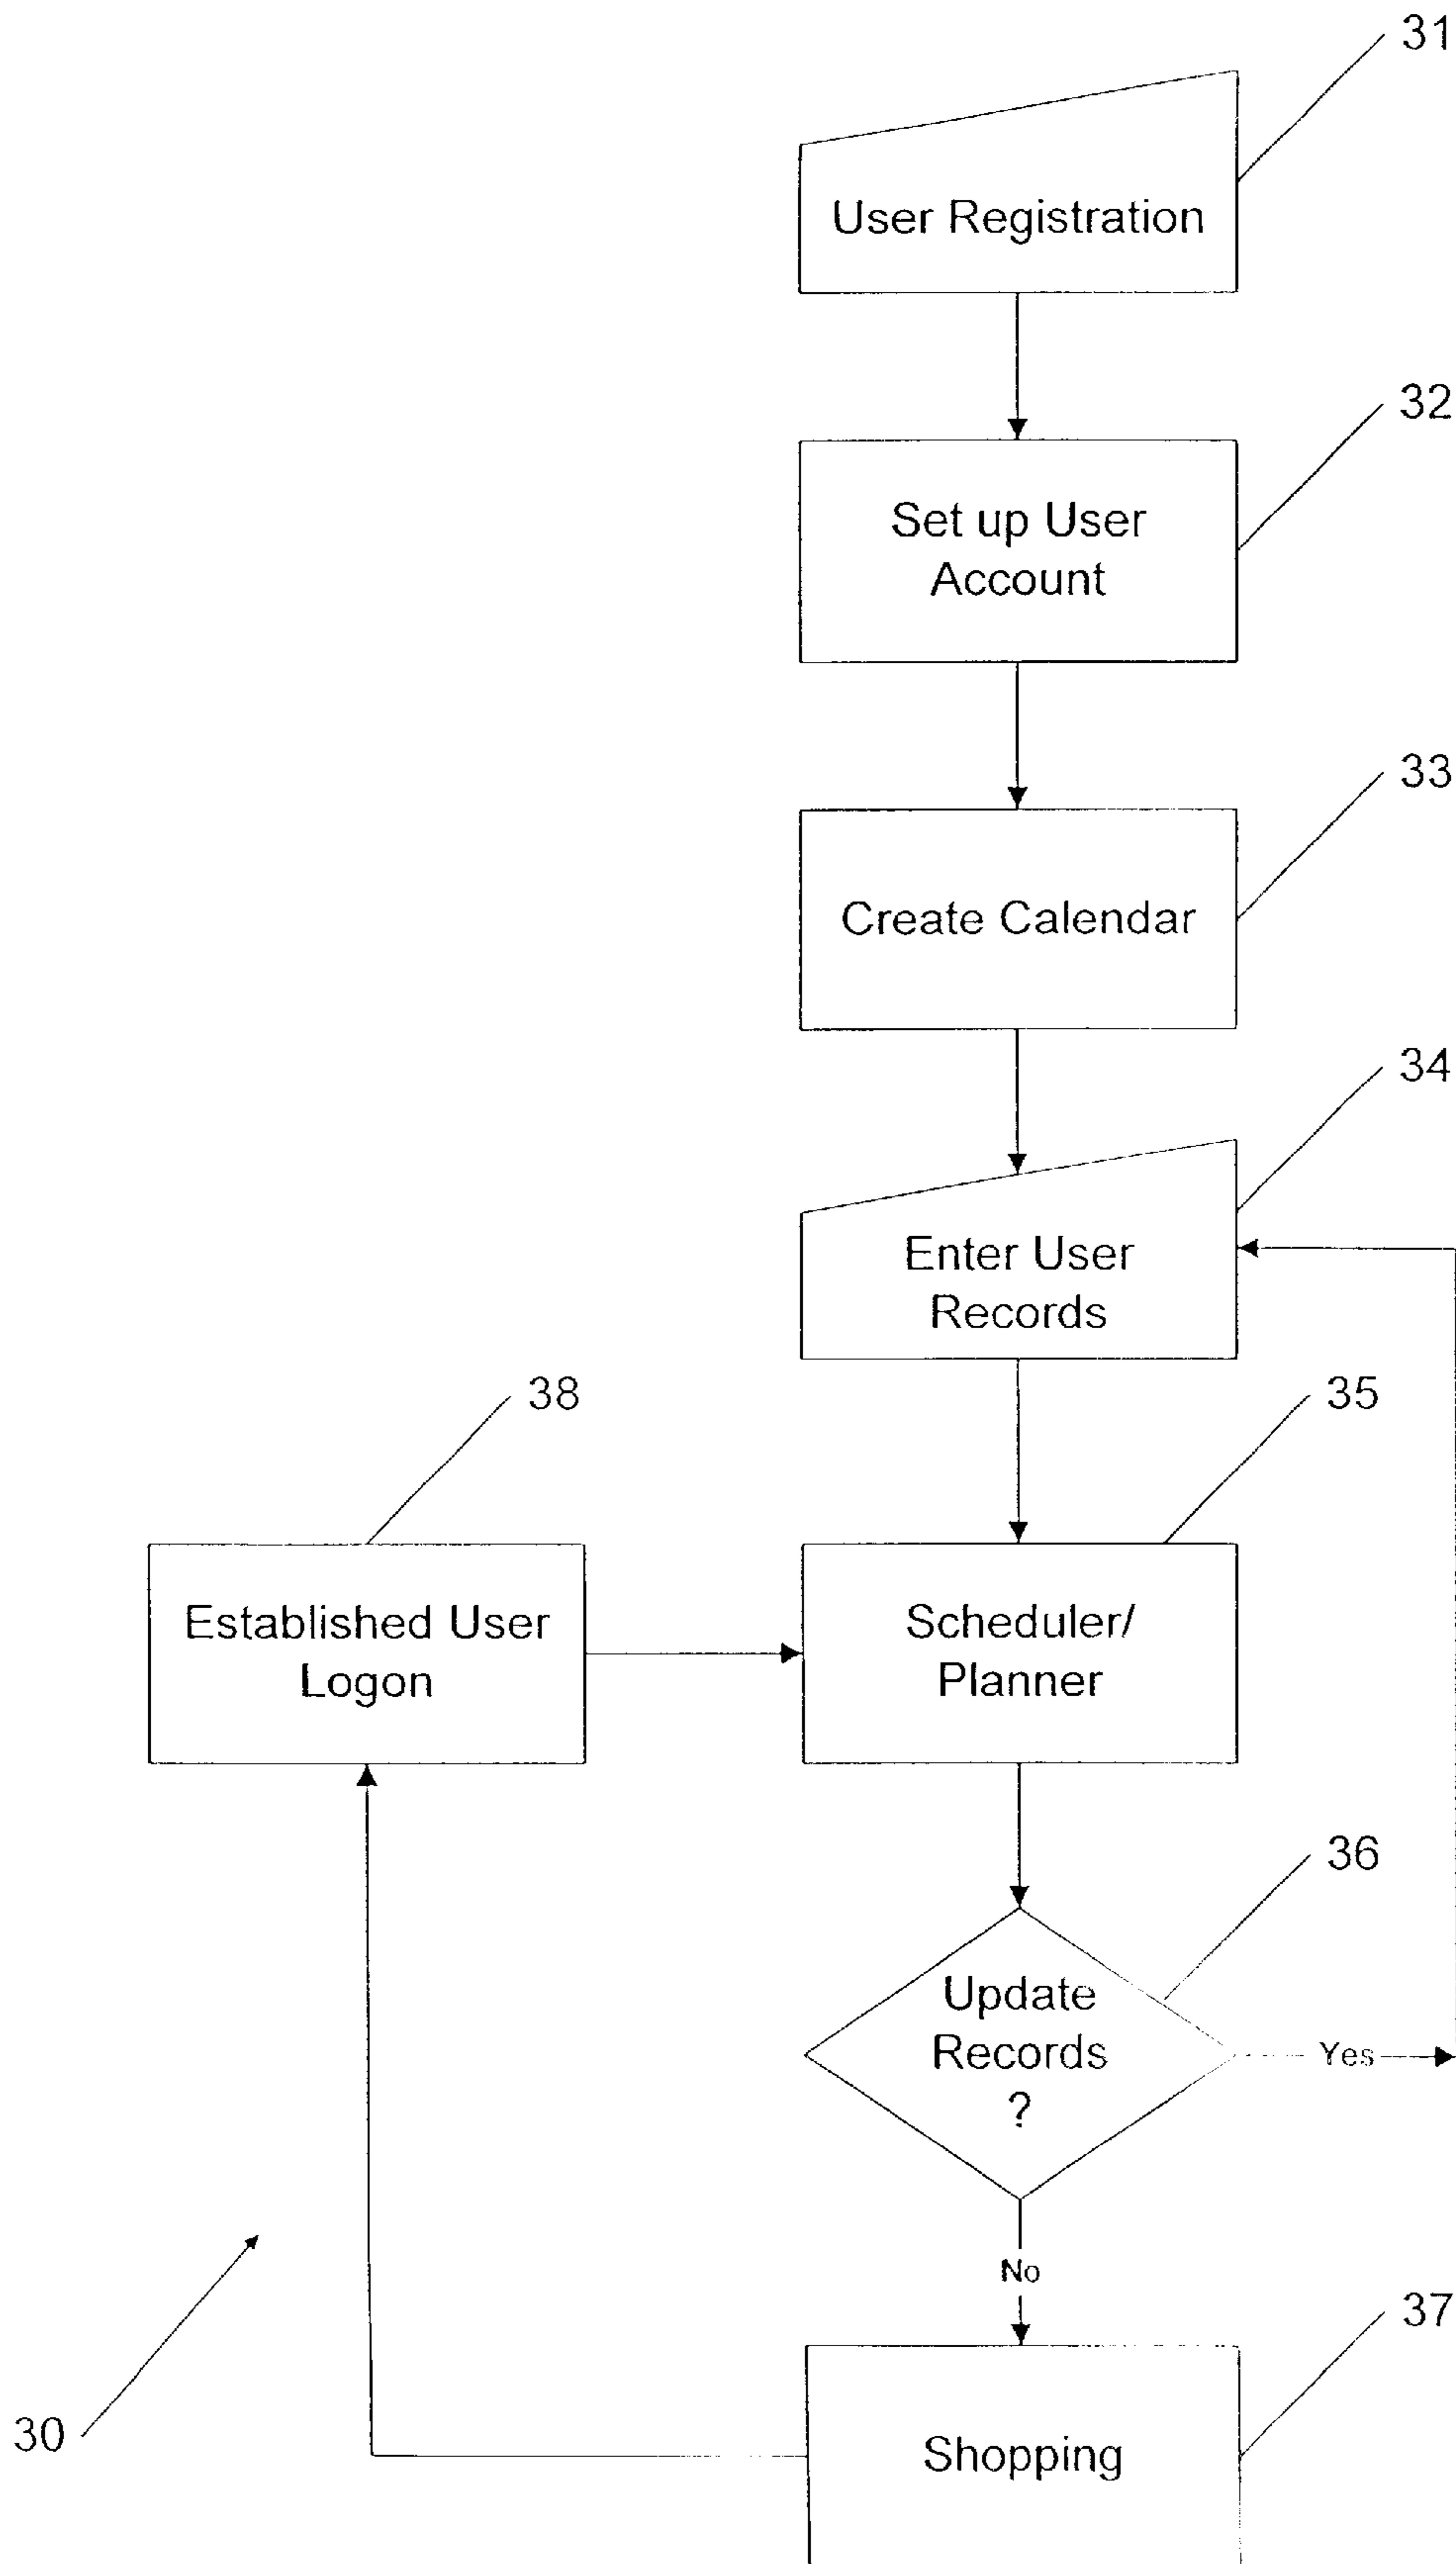 31
User Registration
32
Set up User
Account
33
Create Calendar
34
Enter User
Records
38
35
Established User
Logon
Scheduler/
Planner
36
Update
Records
?
Yes
No
37
30
Shopping